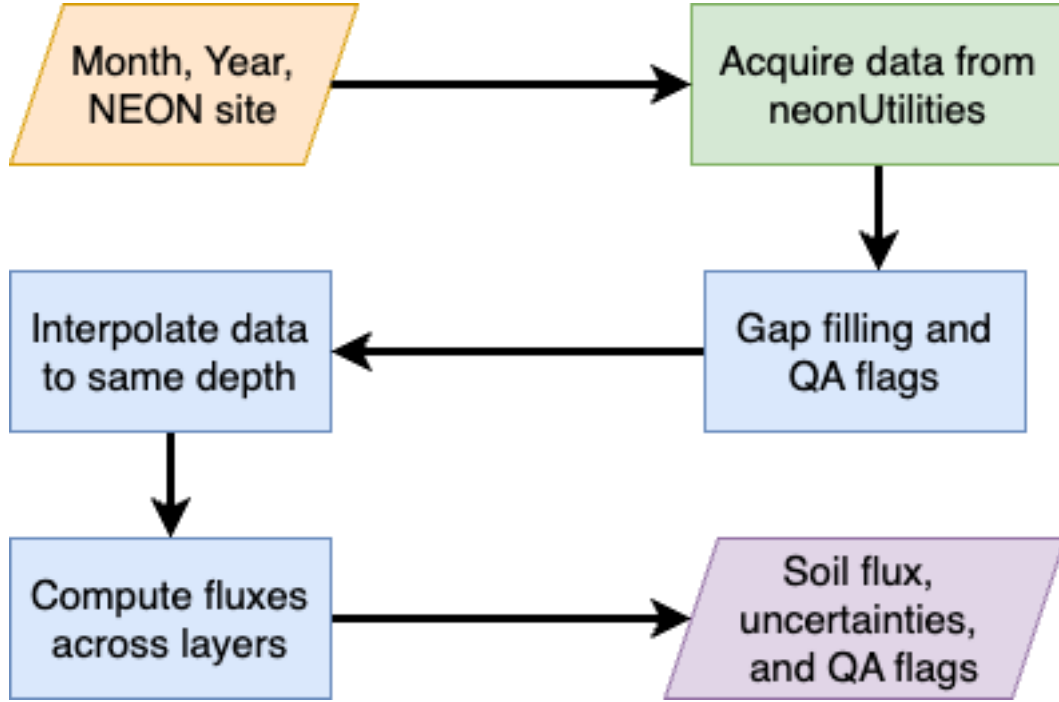 Month, Year,
NEON site
Acquire data from
neonUtilities
Gap filling and
QA flags
Interpolate data
to same depth
Compute fluxes
across layers
Soil flux,
uncertainties,
and QA flags